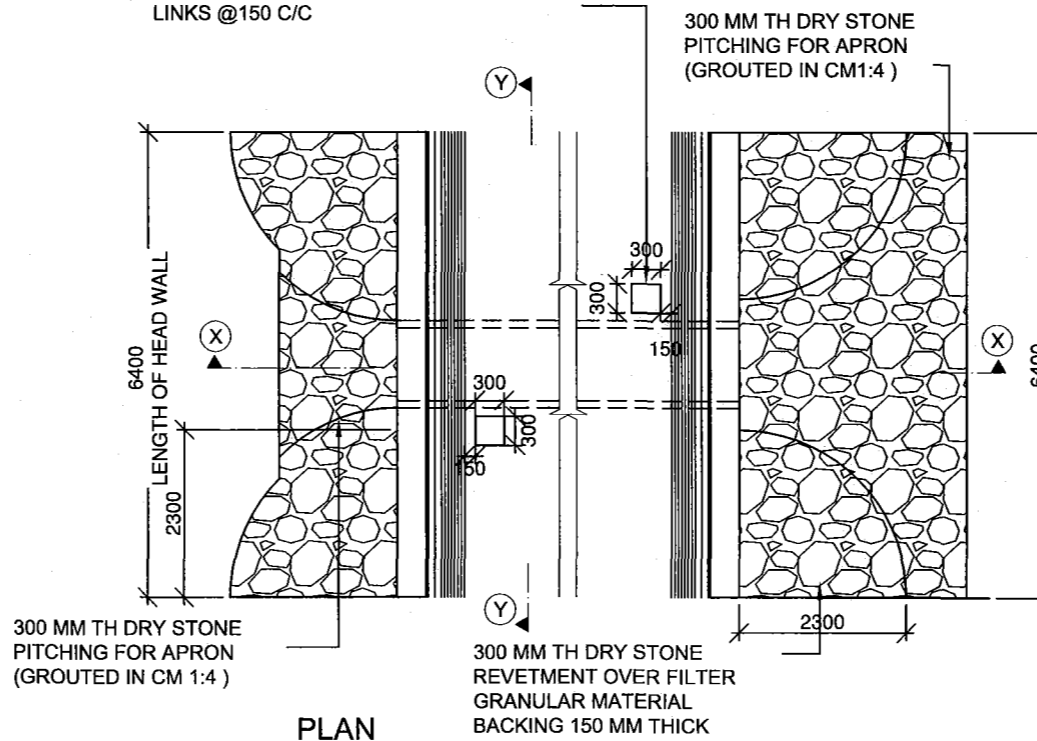 LINKS @150 C/C
300 MM TH DRY STONE
PITCHING FOR APRON
(GROUTED IN CM1:4 )
Y
300
300
150
X
X
6400
LENGTH OF HEAD WALL
6400
300
300
150
2300
Y
2300
300 MM TH DRY STONE
PITCHING FOR APRON
(GROUTED IN CM 1:4 )
300 MM TH DRY STONE
REVETMENT OVER FILTER
GRANULAR MATERIAL
BACKING 150 MM THICK
PLAN